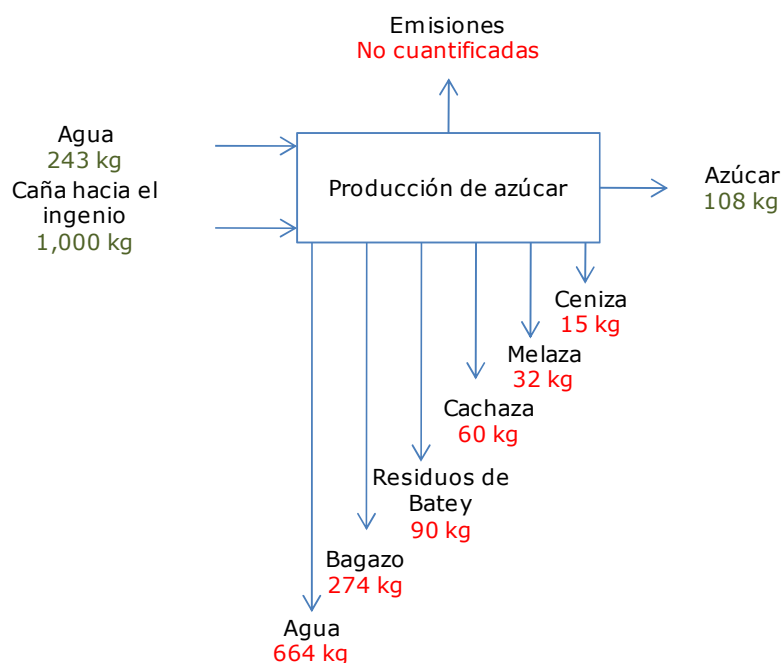 Emisiones
No cuantificadas
Agua
243 kg
Caña hacia el
ingenio
1,000 kg
Producción de azúcar
Azúcar
108 kg
Ceniza
15 kg
Melaza
32 kg
Cachaza
60 kg
Residuos de
Batey
90 kg
Bagazo
274 kg
Agua
664 kg